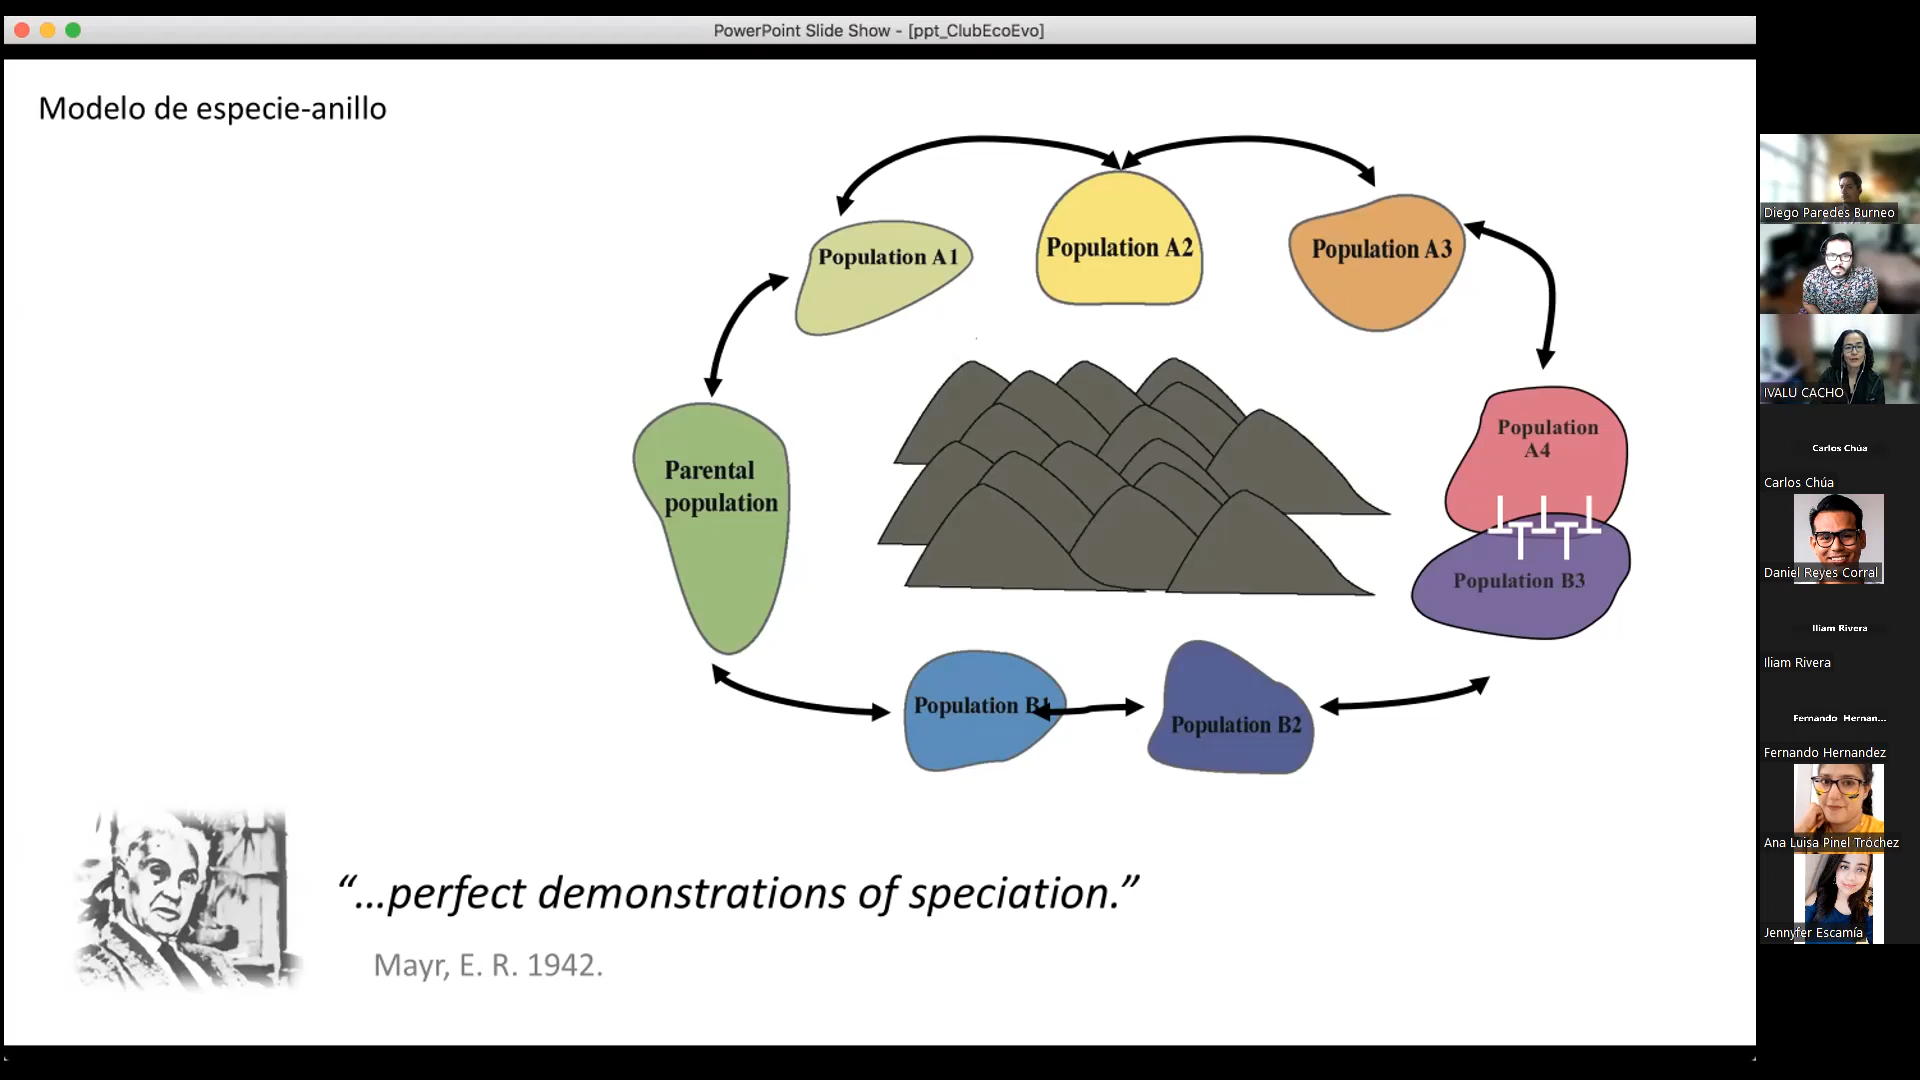 PowerPoint Slide Show - [ppt_ClubEcoEvo]
Modelo de especie-anillo
Population A1
Population A2
Population A3
Parental
population
Population
A4
Population B3
Population B1
Population B2
“...perfect demonstrations of speciation.”
Mayr, E. R. 1942.
Diego Paredes Burneo
IVALU CACHO
Carlos Chúa
Carlos Chúa
Daniel Reyes Corral
Iliam Rivera
Iliam Rivera
Fernando Hernan...
Fernando Hernandez
Ana Luisa Pinel Tróchez
Jennyfer Escamía